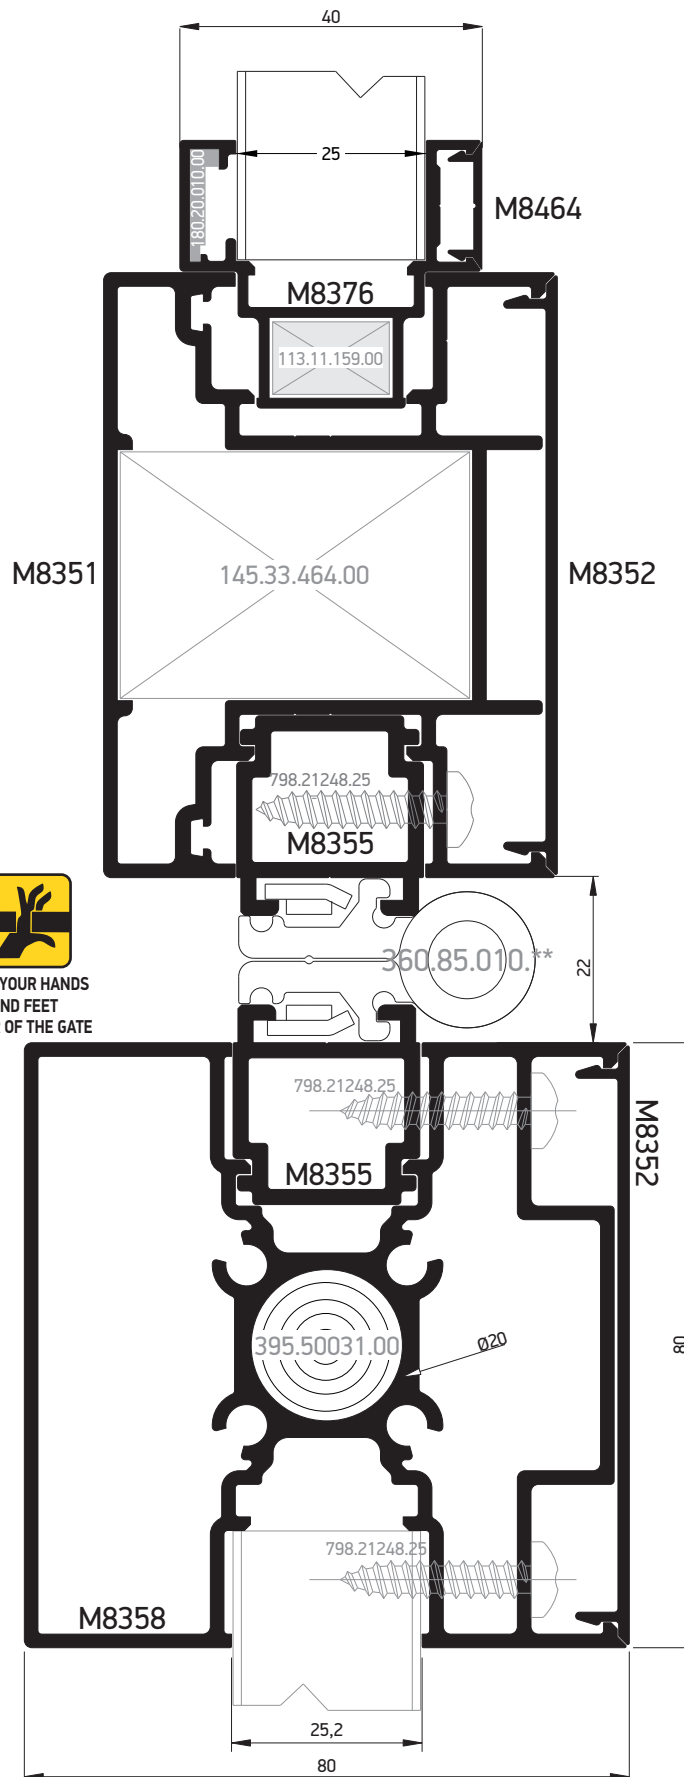 40
25
180.20.010.00
M8464
M8376
113.11.159.00
M8351
145.33.464.00
M8352
798.21248.25
M8355
360.85.010.**
22
YOUR HANDS
ND FEET
OF THE GATE
798.21248.25
M8355
M8352
395.50031.00
Ø20
80
798.21248.25
M8358
25,2
80